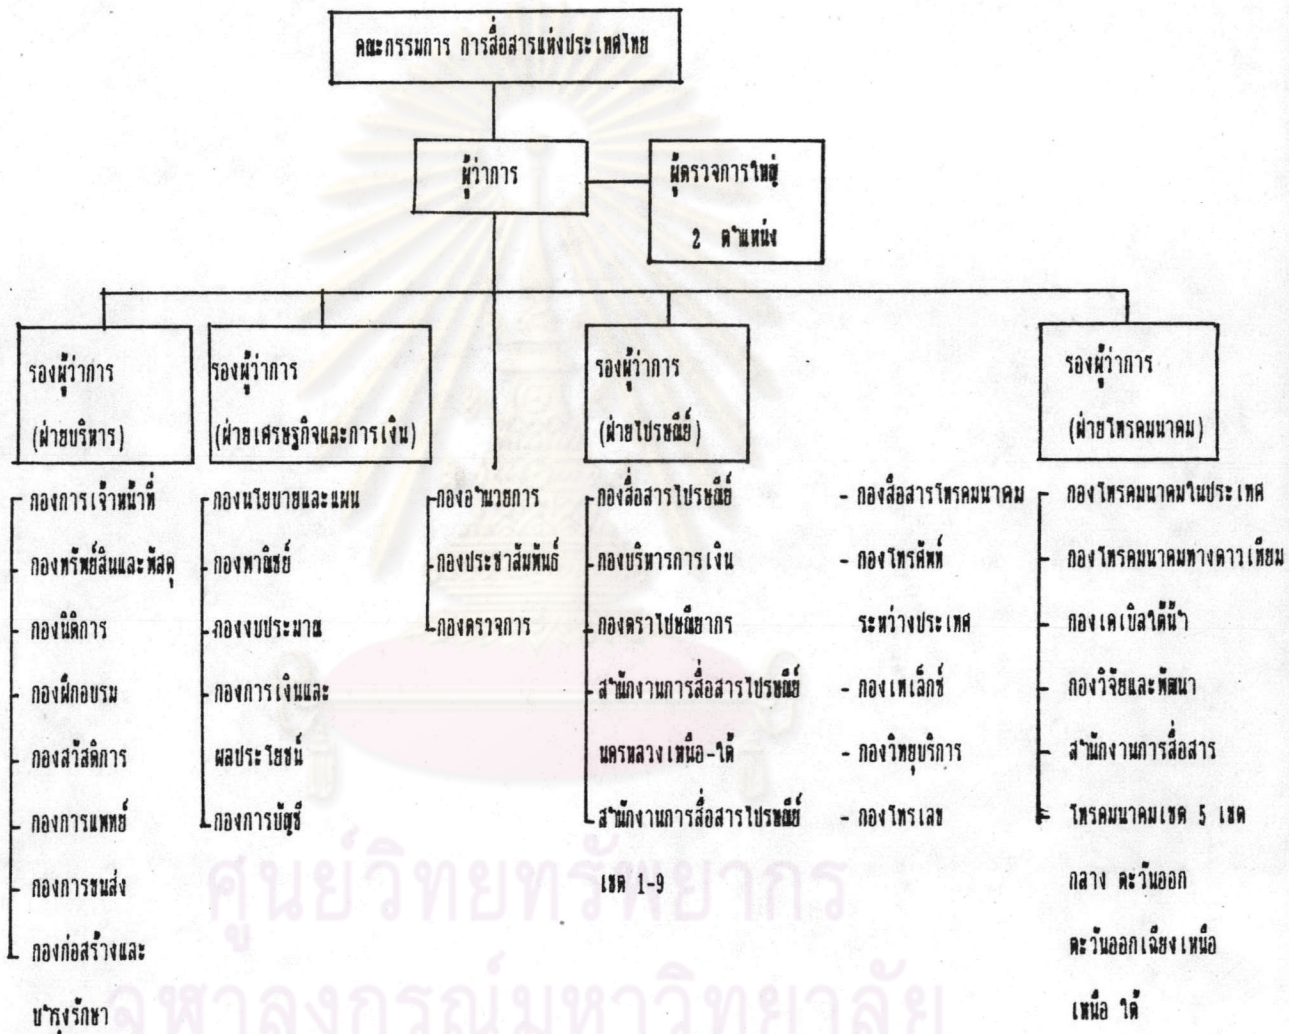 คณะกรรมการ การสื่อสารแห่งประเทศไทย
ผู้ว่าการ
ผู้ตรวจการใหญ่
2 ตำแหน่ง
รองผู้ว่าการ
(ฝ่ายบริหาร)
กองการเจ้าหน้าที่
กองทรัพย์สินและพัสดุ
กองนิติการ
กองฝึกอบรม
กองสวัสดิการ
กองการแพทย์
กองการขนส่ง
กองก่อสร้างและ
บำรุงรักษา
รองผู้ว่าการ
(ฝ่ายเศรษฐกิจและการเงิน)
กองนโยบายและแผน
กองพาณิชย์
กองงบประมาณ
กองการเงินและ
ผลประโยชน์
กองการบัญชี
กองอำนวยการ
กองประชาสัมพันธ์
กองตรวจการ
รองผู้ว่าการ
(ฝ่ายไปรษณีย์)
กองสื่อสารไปรษณีย์
กองบริหารการเงิน
กองตราไปษณียากร
สำนักงานการสื่อสารไปรษณีย์
นครหลวงเหนือ-ใต้
สำนักงานการสื่อสารไปรษณีย์
เขต 1-9
- กองสื่อสารโทรคมนาคม
- กองโทรศัพท์
ระหว่างประเทศ
- กองเทเล็กซ์
- กองวิทยุบริการ
- กองโทรเลข
รองผู้ว่าการ
(ฝ่ายโทรคมนาคม)
กองโทรคมนาคมในประเทศ
กองโทรคมนาคมทางดาวเทียม
กองเคเบิลใต้น้ำ
กองวิจัยและพัฒนา
สำนักงานการสื่อสาร
โทรคมนาคมเขต 5 เขต
กลาง ตะวันออก
ตะวันออกเฉียงเหนือ
เหนือ ใต้
ศูนย์วิทยทรัพยากร
จุฬาลงกรณ์มหาวิทยาลัย